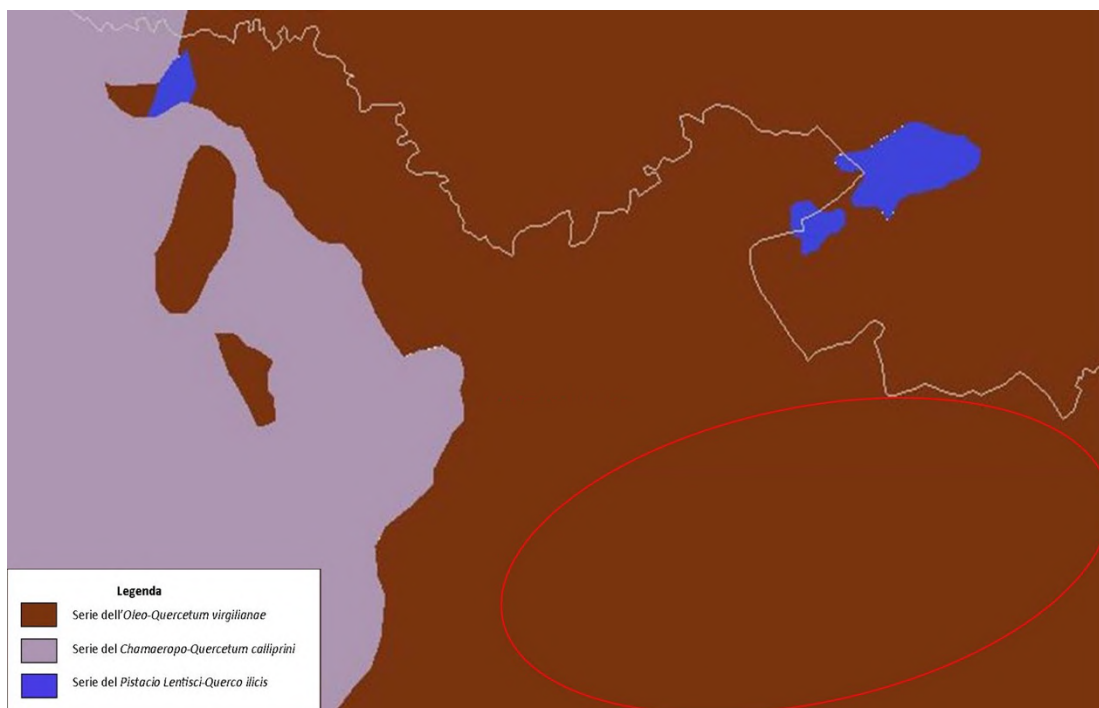 Legenda
Serie dell'Oleo-Quercetum virgilianae
Serie del Chamaeropo-Quercetum calliprini
Serie del Pistacio Lentisci-Querco ilicis